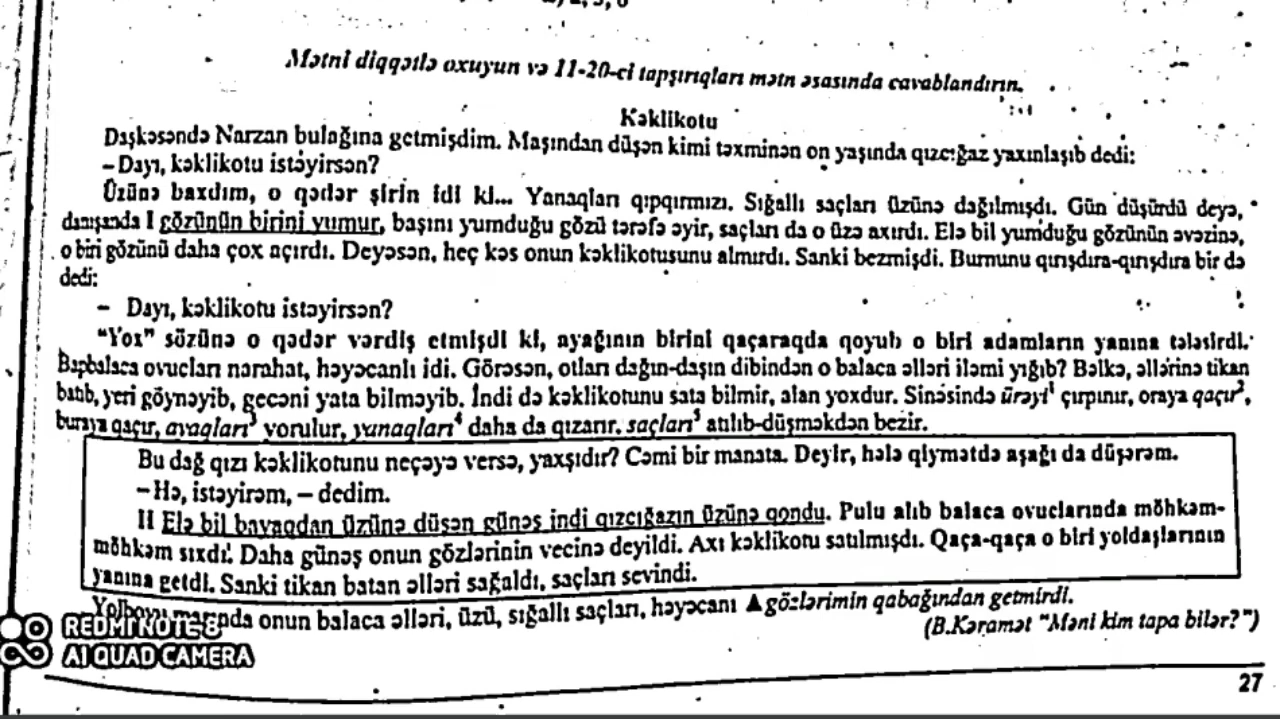 Mətni diqqətlə oxuyun və 11-20-ci tapşırıqları mətn əsasında cavablandırın.
Kəklikotu
Daşkəsəndə Narzan bulağına getmişdim. Maşından düşən kimi təxminən on yaşında qızcığaz yaxınlaşıb dedi:
– Dayı, kəklikotu istəyirsən?
Üzünə baxdım, o qədər şirin idi ki... Yanaqları qıpqırmızı. Sığallı saçları üzünə dağılmışdı. Gün düşürdü deyə,
danışanda I gözünün birini yumur, başını yumduğu gözü tərəfə əyir, saçları da o üzə axırdı. Elə bil yumduğu gözünün əvəzinə,
o biri gözünü daha çox açırdı. Deyəsən, heç kəs onun kəklikotusunu almırdı. Sanki bezmişdi. Burnunu qırışdıra-qırışdıra bir də
dedi:
– Dayı, kəklikotu istəyirsən?
"Yox" sözünə o qədər vərdiş etmişdi ki, ayağının birini qaçaraqda qoyub o biri adamların yanına tələsirdi.
Bapbalaca ovucları narahat, həyəcanlı idi. Görəsən, otları dağın-daşın dibindən o balaca əlləri iləmi yığıb? Bəlkə, əllərinə tikan
batıb, yeri göynəyib, gecəni yata bilməyib. İndi də kəklikotunu sata bilmir, alan yoxdur. Sinəsində ürəyi¹ çırpınır, oraya qaçır²,
buraya qaçır, ayaqları³ yorulur, yanaqları⁴ daha da qızarır, saçları⁵ atılıb-düşməkdən bezir.
Bu dağ qızı kəklikotunu neçəyə versə, yaxşıdır? Cəmi bir manata. Deyir, hələ qiymətdə aşağı da düşərəm.
– Hə, istəyirəm, – dedim.
II Elə bil bayaqdan üzünə düşən günəş indi qızcığazın üzünə qondu. Pulu alıb balaca ovuclarında möhkəm-
möhkəm sıxdı. Daha günəş onun gözlərinin vecinə deyildi. Axı kəklikotu satılmışdı. Qaça-qaça o biri yoldaşlarının
yanına getdi. Sanki tikan batan əlləri sağaldı, saçları sevindi.
Yolboyu onun balaca əlləri, üzü, sığallı saçları, həyəcanı ▲ gözlərimin qabağından getmirdi.
(B.Kəramət "Məni kim tapa bilər?")
REDMI NOTE 8
AI QUAD CAMERA
27